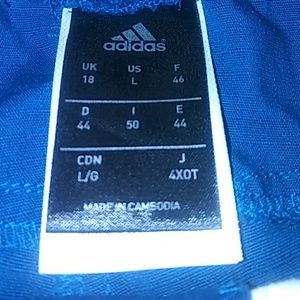 adidas
UK US F
18 L 46
D I E
44 50 44
CDN J
L/G 4XOT
MADE IN CAMBODIA